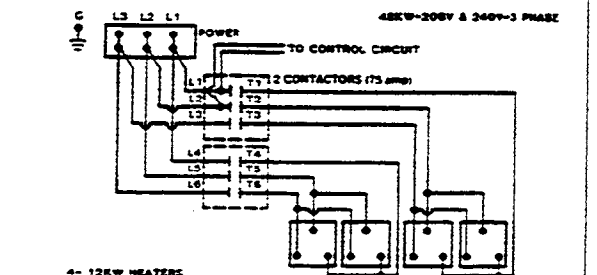 G L3 L2 L1
48KW-208V & 240V-3 PHASE
POWER
TO CONTROL CIRCUIT
2 CONTACTORS (75 amp)
L1 T1
L2 T2
L3 T3
L4 T4
L5 T5
L6 T6
4- 12KW HEATERS